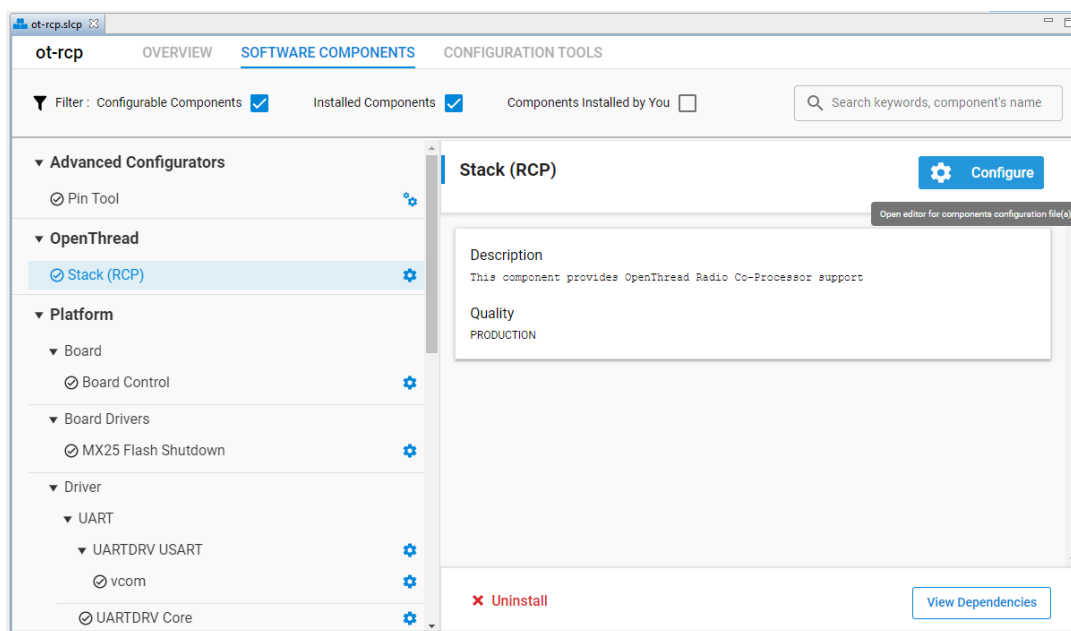 ot-rcp.slcp
ot-rcp OVERVIEW SOFTWARE COMPONENTS CONFIGURATION TOOLS
Filter : Configurable Components Installed Components Components Installed by You Search keywords, component's name
Advanced Configurators
Pin Tool
OpenThread
Stack (RCP)
Platform
Board
Board Control
Board Drivers
MX25 Flash Shutdown
Driver
UART
UARTDRV USART
vcom
UARTDRV Core
Stack (RCP)
Configure
Open editor for components configuration file(s)
Description
This component provides OpenThread Radio Co-Processor support
Quality
PRODUCTION
Uninstall
View Dependencies